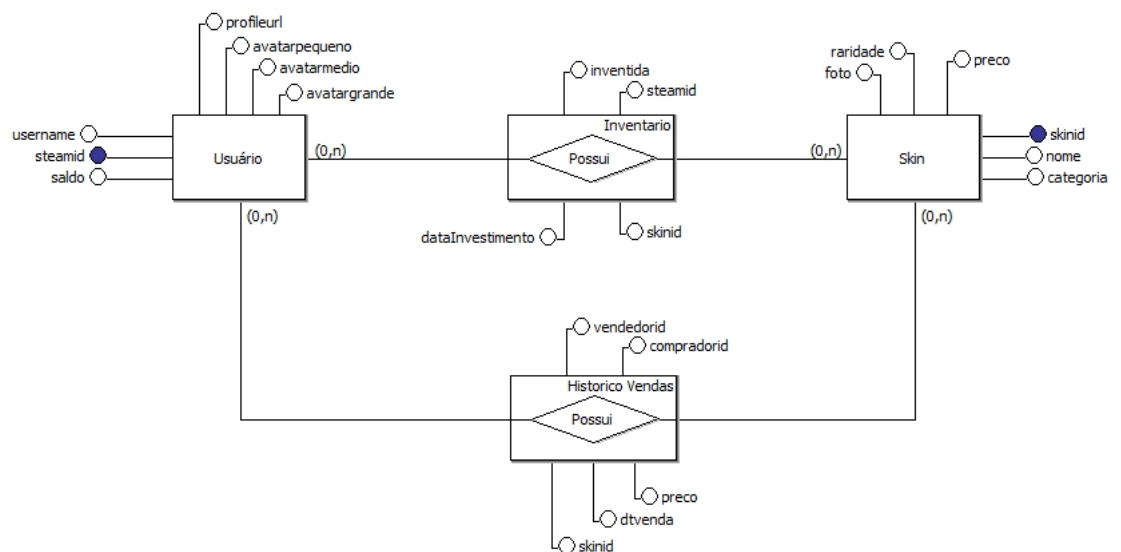 profileurl
avatarpequeno
avatarmedio
avatargrande
username
steamid
saldo
Usuário
(0,n)
(0,n)
inventida
steamid
Inventario
Possui
dataInvestimento
skinid
raridade
foto
preco
(0,n)
Skin
skinid
nome
categoria
(0,n)
vendedorid
compradorid
Historico Vendas
Possui
preco
dtvenda
skinid